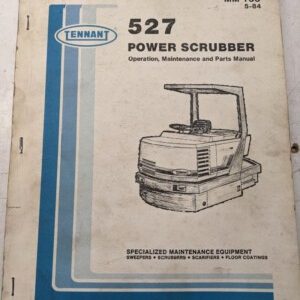 5-84
TENNANT
527
POWER SCRUBBER
Operation, Maintenance and Parts Manual
SPECIALIZED MAINTENANCE EQUIPMENT
SWEEPERS • SCRUBBERS • SCARIFIERS • FLOOR COATINGS